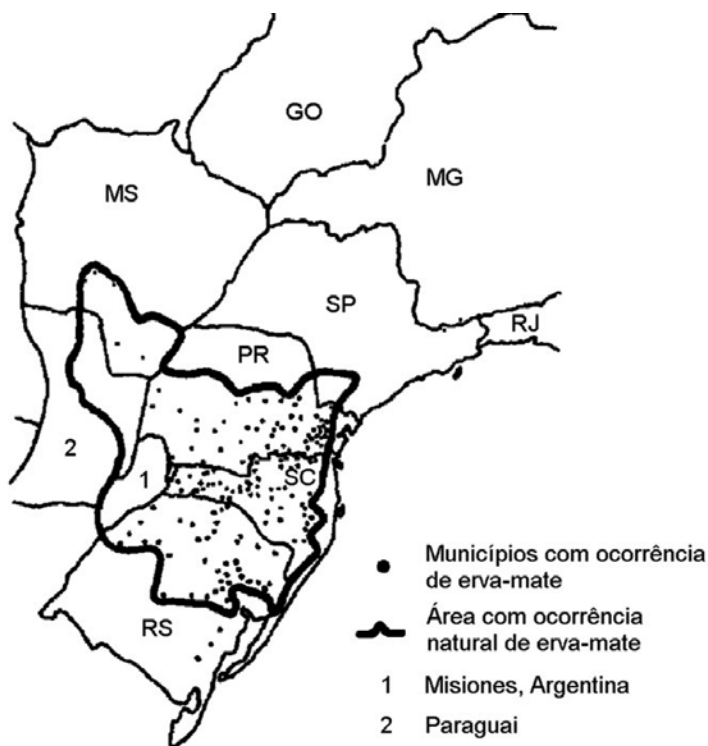 GO
MS
MG
SP
RJ
PR
2
1
SC
RS
Municípios com ocorrência
de erva-mate
Área com ocorrência
natural de erva-mate
1 Misiones, Argentina
2 Paraguai